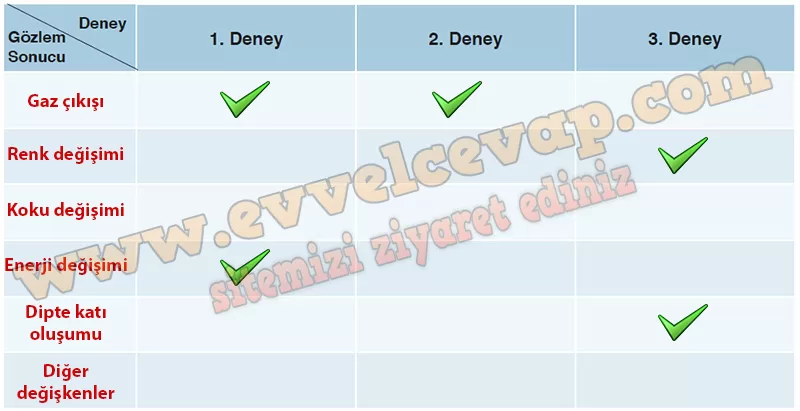 Deney
Gözlem
Sonucu
1. Deney
2. Deney
3. Deney
Gaz çıkışı
Renk değişimi
Koku değişimi
Enerji değişimi
Dipte katı
oluşumu
Diğer
değişkenler
www.evvelcevap.com
sitemizi ziyaret ediniz